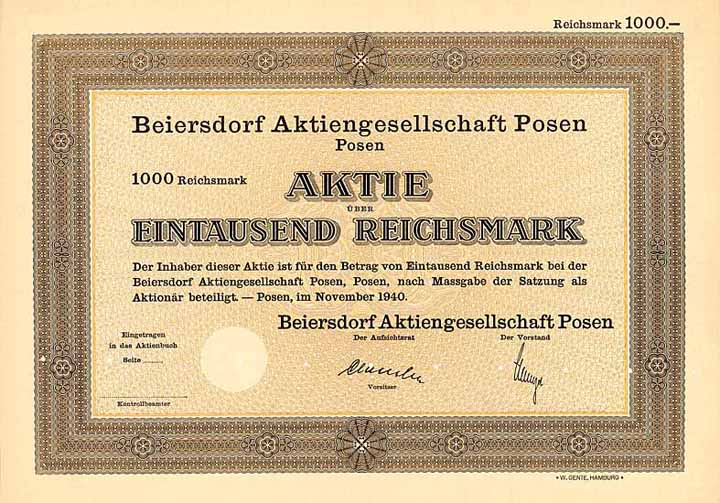 Reichsmark 1000.—
Beiersdorf Aktiengesellschaft Posen
Posen
1000 Reichsmark AKTIE
ÜBER
EINTAUSEND REICHSMARK
Der Inhaber dieser Aktie ist für den Betrag von Eintausend Reichsmark bei der
Beiersdorf Aktiengesellschaft Posen, Posen, nach Massgabe der Satzung als
Aktionär beteiligt. — Posen, im November 1940.
Beiersdorf Aktiengesellschaft Posen
Der Aufsichtsrat Der Vorstand
Eingetragen
in das Aktienbuch
Seite
Vorsitzer
Kontrollbeamter
* W. GENTE, HAMBURG *